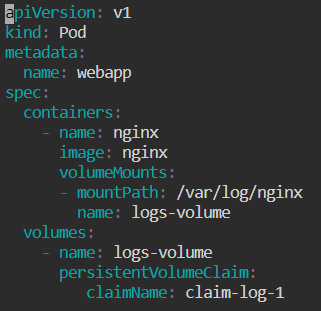 apiVersion: v1
kind: Pod
metadata:
  name: webapp
spec:
  containers:
    - name: nginx
      image: nginx
      volumeMounts:
      - mountPath: /var/log/nginx
        name: logs-volume
  volumes:
    - name: logs-volume
      persistentVolumeClaim:
         claimName: claim-log-1